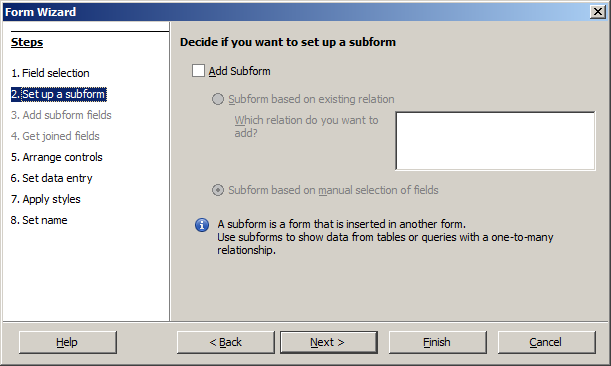 Form Wizard
Steps
1. Field selection
2. Set up a subform
3. Add subform fields
4. Get joined fields
5. Arrange controls
6. Set data entry
7. Apply styles
8. Set name
Decide if you want to set up a subform
Add Subform
Subform based on existing relation
Which relation do you want to
add?
Subform based on manual selection of fields
A subform is a form that is inserted in another form.
Use subforms to show data from tables or queries with a one-to-many
relationship.
Help
< Back
Next >
Finish
Cancel